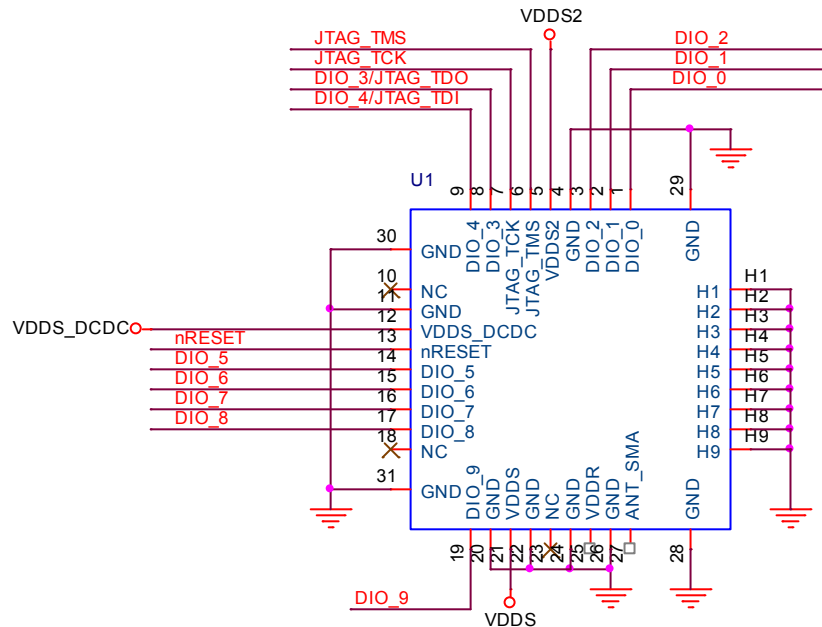 VDDS2
JTAG_TMS
DIO_2
JTAG_TCK
DIO_1
DIO_3/JTAG_TDO
DIO_0
DIO_4/JTAG_TDI
U1
9 8 7 6 5 4 3 2 1 29
DIO_4 DIO_3 JTAG_TCK JTAG_TMS VDDS2 GND DIO_2 DIO_1 DIO_0 GND
30 GND
10 NC
11 GND
VDDS_DCDC 12 VDDS_DCDC
nRESET 13 nRESET
DIO_5 14 DIO_5
DIO_6 15 DIO_6
DIO_7 16 DIO_7
DIO_8 17 DIO_8
18 NC
31 GND
H1 H1
H2 H2
H3 H3
H4 H4
H5 H5
H6 H6
H7 H7
H8 H8
H9 H9
DIO_9 GND VDDS GND NC GND VDDR GND ANT_SMA GND
19 20 21 22 23 24 25 26 27 28
DIO_9
VDDS